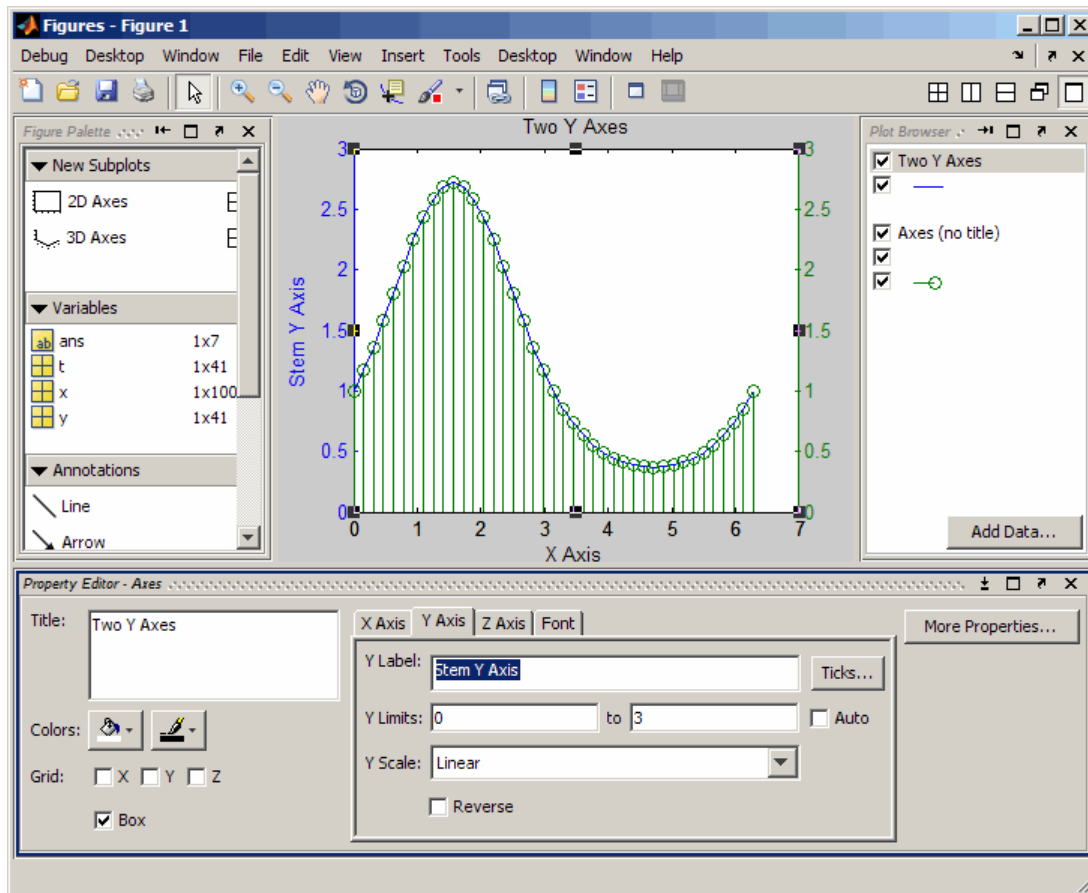 Figures - Figure 1
Debug Desktop Window File Edit View Insert Tools Desktop Window Help
Figure Palette
New Subplots
2D Axes
3D Axes
Variables
ans 1x7
t 1x41
x 1x100
y 1x41
Annotations
Line
Arrow
Two Y Axes
Stem Y Axis
3
2.5
2
1.5
1
0.5
0
3
2.5
2
1.5
1
0.5
0
0 1 2 3 4 5 6 7
X Axis
Plot Browser
Two Y Axes
Axes (no title)
Add Data...
Property Editor - Axes
Title: Two Y Axes
Colors:
Grid: X Y Z
Box
X Axis Y Axis Z Axis Font
Y Label: Stem Y Axis Ticks...
Y Limits: 0 to 3 Auto
Y Scale: Linear
Reverse
More Properties...